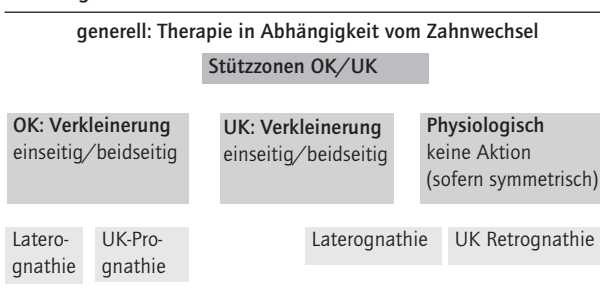 generell: Therapie in Abhängigkeit vom Zahnwechsel
Stützzonen OK/UK
OK: Verkleinerung
einseitig/beidseitig
UK: Verkleinerung
einseitig/beidseitig
Physiologisch
keine Aktion
(sofern symmetrisch)
Latero-
gnathie
UK-Pro-
gnathie
Laterognathie
UK Retrognathie